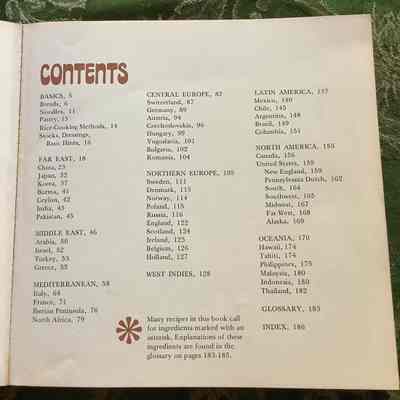 CONTENTS
BASICS, 5
Breads, 6
Noodles, 11
Pastry, 13
Rice-Cooking Methods, 14
Stocks, Dressings,
Basic Hints, 16
FAR EAST, 18
China, 23
Japan, 32
Korea, 37
Burma, 41
Ceylon, 42
India, 43
Pakistan, 45
MIDDLE EAST, 46
Arabia, 50
Israel, 52
Turkey, 53
Greece, 55
MEDITERRANEAN, 58
Italy, 64
France, 71
Iberian Peninsula, 76
North Africa, 79
CENTRAL EUROPE, 82
Switzerland, 87
Germany, 89
Austria, 94
Czechoslovakia, 96
Hungary, 99
Yugoslavia, 101
Bulgaria, 102
Romania, 104
NORTHERN EUROPE, 105
Sweden, 111
Denmark, 113
Norway, 114
Poland, 115
Russia, 116
England, 122
Scotland, 124
Ireland, 125
Belgium, 126
Holland, 127
WEST INDIES, 128
Many recipes in this book call
for ingredients marked with an
asterisk. Explanations of these
ingredients are found in the
glossary on pages 183-185.
LATIN AMERICA, 137
Mexico, 140
Chile, 145
Argentina, 148
Brazil, 149
Colombia, 151
NORTH AMERICA, 153
Canada, 156
United States, 159
New England, 159
Pennsylvania Dutch, 162
South, 164
Southwest, 165
Midwest, 167
Far West, 168
Alaska, 169
OCEANIA, 170
Hawaii, 174
Tahiti, 174
Philippines, 175
Malaysia, 180
Indonesia, 180
Thailand, 182
GLOSSARY, 183
INDEX, 186